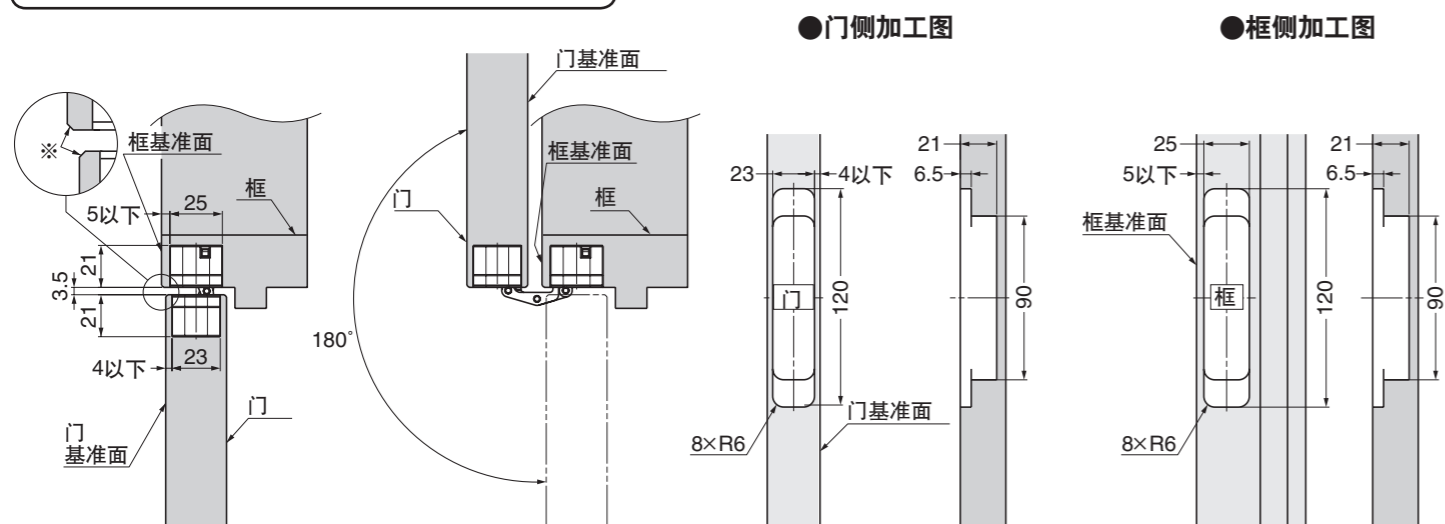 ●门侧加工图
●框侧加工图
※
框基准面
框
5以下
25
21
3.5
21
4以下
23
门
基准面
门
门基准面
框基准面
门
框
180°
23
4以下
门
120
8×R6
门基准面
21
6.5
90
25
5以下
框基准面
框
120
8×R6
21
6.5
90